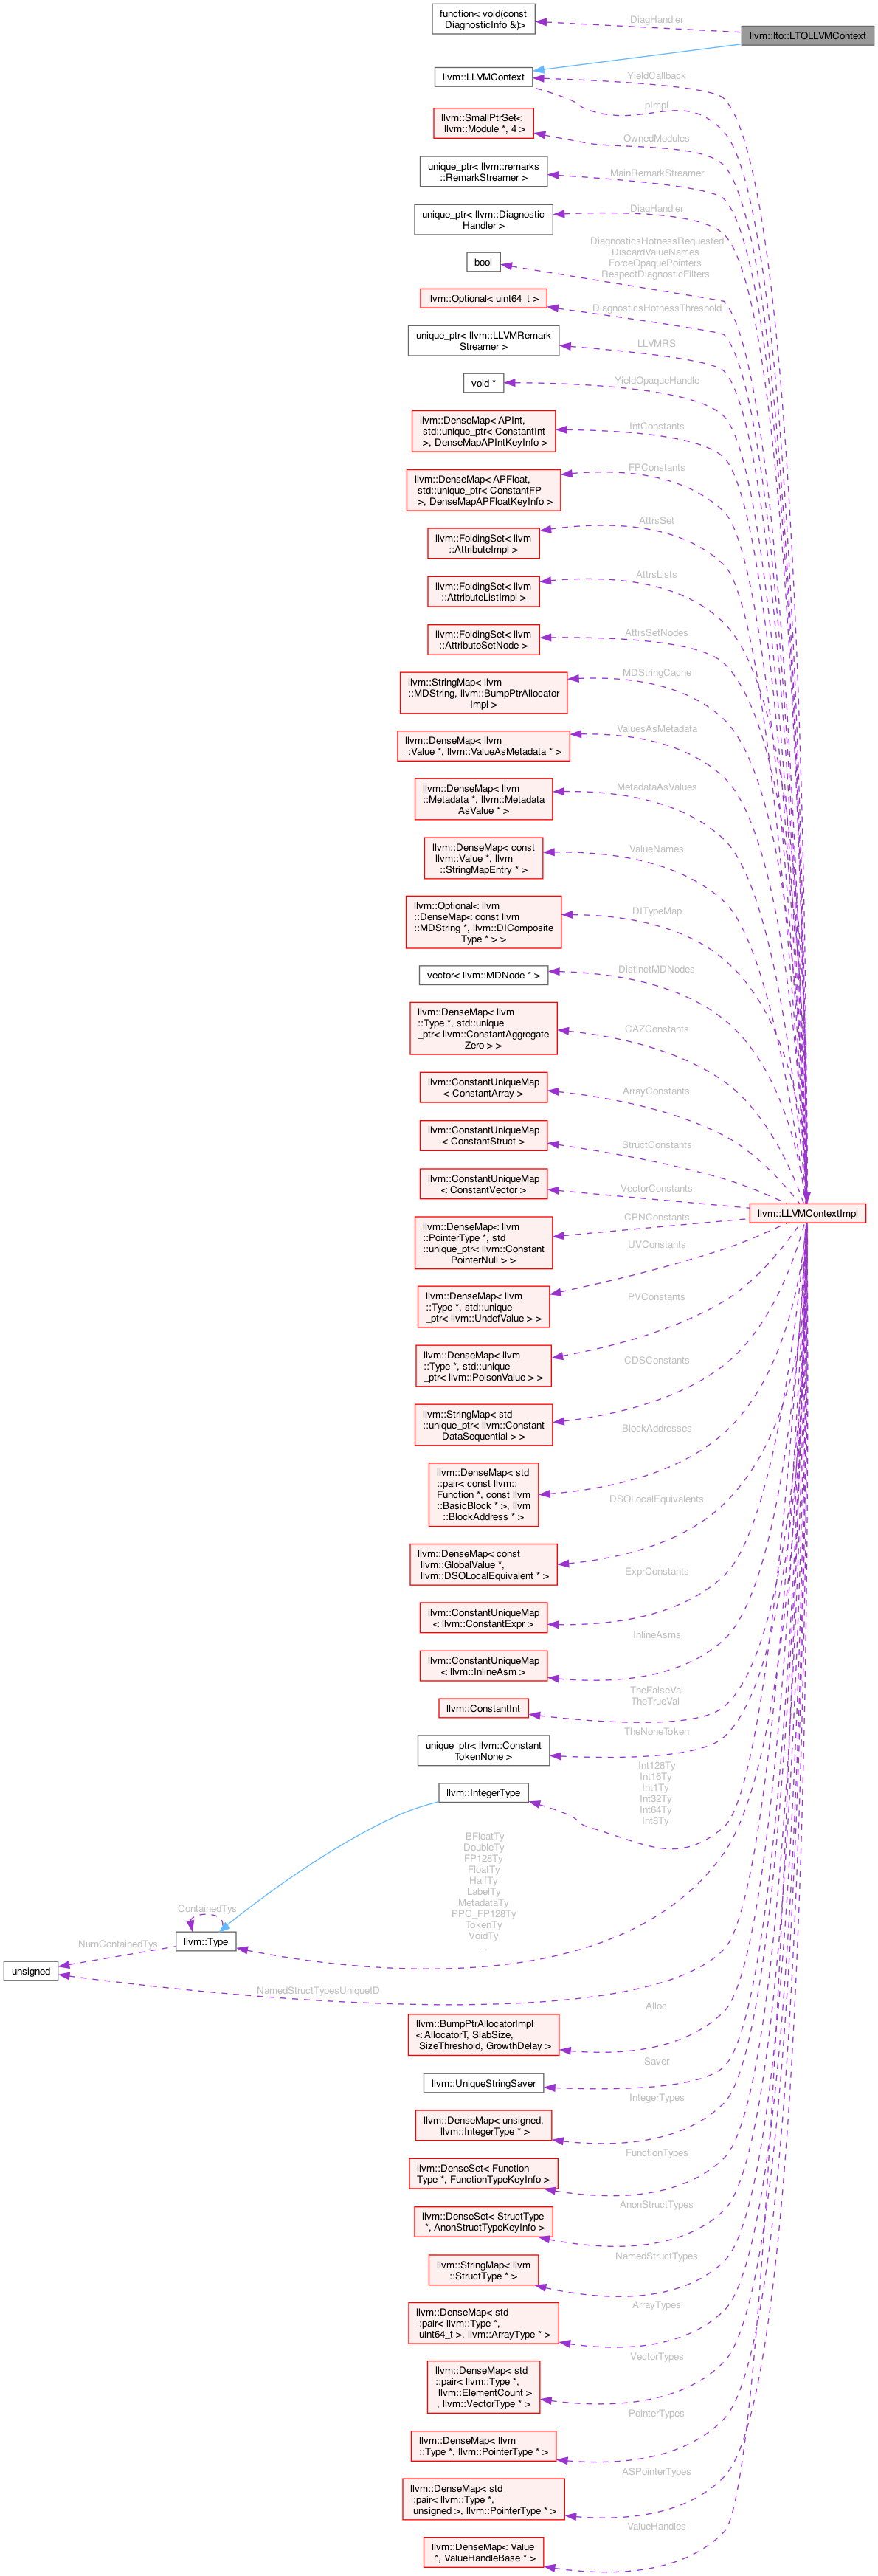 function< void(const
DiagnosticInfo &)>
DiagHandler
llvm::lto::LTOLLVMContext
llvm::LLVMContext
YieldCallback
pImpl
llvm::SmallPtrSet<
llvm::Module *, 4 >
OwnedModules
unique_ptr< llvm::remarks
::RemarkStreamer >
MainRemarkStreamer
unique_ptr< llvm::Diagnostic
Handler >
DiagHandler
bool
DiagnosticsHotnessRequested
DiscardValueNames
ForceOpaquePointers
RespectDiagnosticFilters
llvm::Optional< uint64_t >
DiagnosticsHotnessThreshold
unique_ptr< llvm::LLVMRemark
Streamer >
LLVMRS
void *
YieldOpaqueHandle
llvm::DenseMap< APInt,
std::unique_ptr< ConstantInt
>, DenseMapAPIntKeyInfo >
IntConstants
llvm::DenseMap< APFloat,
std::unique_ptr< ConstantFP
>, DenseMapAPFloatKeyInfo >
FPConstants
llvm::FoldingSet< llvm
::AttributeImpl >
AttrsSet
llvm::FoldingSet< llvm
::AttributeListImpl >
AttrsLists
llvm::FoldingSet< llvm
::AttributeSetNode >
AttrsSetNodes
llvm::StringMap< llvm
::MDString, llvm::BumpPtrAllocator
Impl >
MDStringCache
llvm::DenseMap< llvm
::Value *, llvm::ValueAsMetadata * >
ValuesAsMetadata
llvm::DenseMap< llvm
::Metadata *, llvm::Metadata
AsValue * >
MetadataAsValues
llvm::DenseMap< const
llvm::Value *, llvm
::StringMapEntry * >
ValueNames
llvm::Optional< llvm
::DenseMap< const llvm
::MDString *, llvm::DIComposite
Type * > >
DITypeMap
vector< llvm::MDNode * >
DistinctMDNodes
llvm::DenseMap< llvm
::Type *, std::unique
_ptr< llvm::ConstantAggregate
Zero > >
CAZConstants
llvm::ConstantUniqueMap
< ConstantArray >
ArrayConstants
llvm::ConstantUniqueMap
< ConstantStruct >
StructConstants
llvm::ConstantUniqueMap
< ConstantVector >
VectorConstants
llvm::LLVMContextImpl
llvm::DenseMap< llvm
::PointerType *, std
::unique_ptr< llvm::Constant
PointerNull > >
CPNConstants
UVConstants
llvm::DenseMap< llvm
::Type *, std::unique
_ptr< llvm::UndefValue > >
PVConstants
llvm::DenseMap< llvm
::Type *, std::unique
_ptr< llvm::PoisonValue > >
CDSConstants
llvm::StringMap< std
::unique_ptr< llvm::Constant
DataSequential > >
BlockAddresses
llvm::DenseMap< std
::pair< const llvm::
Function *, const llvm
::BasicBlock * >, llvm
::BlockAddress * >
DSOLocalEquivalents
llvm::DenseMap< const
llvm::GlobalValue *,
llvm::DSOLocalEquivalent * >
ExprConstants
llvm::ConstantUniqueMap
< llvm::ConstantExpr >
InlineAsms
llvm::ConstantUniqueMap
< llvm::InlineAsm >
TheFalseVal
TheTrueVal
llvm::ConstantInt
TheNoneToken
unique_ptr< llvm::Constant
TokenNone >
Int128Ty
Int16Ty
Int1Ty
Int32Ty
Int64Ty
Int8Ty
llvm::IntegerType
BFloatTy
DoubleTy
FP128Ty
FloatTy
HalfTy
LabelTy
MetadataTy
PPC_FP128Ty
TokenTy
VoidTy
...
ContainedTys
llvm::Type
NumContainedTys
unsigned
NamedStructTypesUniqueID
llvm::BumpPtrAllocatorImpl
< AllocatorT, SlabSize,
SizeThreshold, GrowthDelay >
Alloc
llvm::UniqueStringSaver
Saver
llvm::DenseMap< unsigned,
llvm::IntegerType * >
IntegerTypes
llvm::DenseSet< Function
Type *, FunctionTypeKeyInfo >
FunctionTypes
llvm::DenseSet< StructType
*, AnonStructTypeKeyInfo >
AnonStructTypes
llvm::StringMap< llvm
::StructType * >
NamedStructTypes
llvm::DenseMap< std
::pair< llvm::Type *,
uint64_t >, llvm::ArrayType * >
ArrayTypes
llvm::DenseMap< std
::pair< llvm::Type *,
llvm::ElementCount >
, llvm::VectorType * >
VectorTypes
llvm::DenseMap< llvm
::Type *, llvm::PointerType * >
PointerTypes
llvm::DenseMap< std
::pair< llvm::Type *,
unsigned >, llvm::PointerType * >
ASPointerTypes
llvm::DenseMap< Value
*, ValueHandleBase * >
ValueHandles